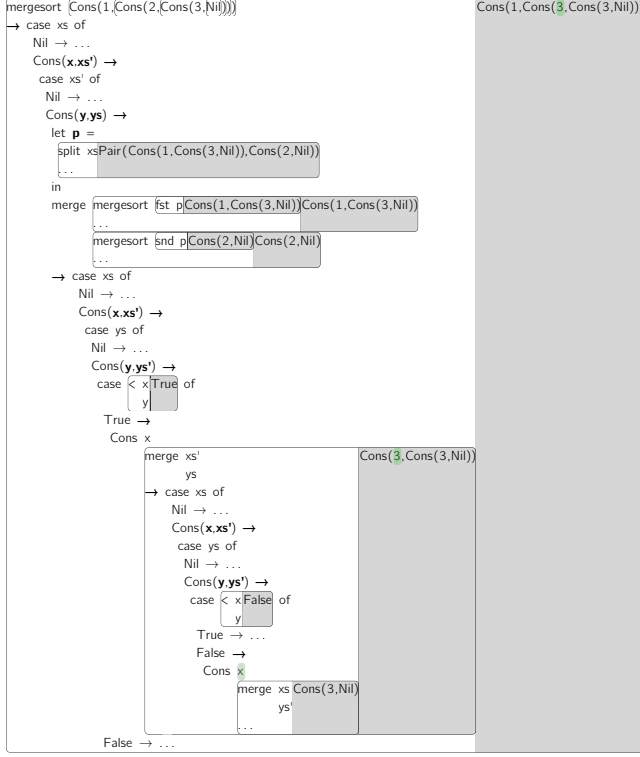 mergesort Cons(1,Cons(2,Cons(3,Nil))) Cons(1,Cons(3,Cons(3,Nil)))
→ case xs of
Nil → ...
Cons(x,xs') →
case xs' of
Nil → ...
Cons(y,ys) →
let p =
split xs Pair(Cons(1,Cons(3,Nil)),Cons(2,Nil))
...
in
merge mergesort fst p Cons(1,Cons(3,Nil)) Cons(1,Cons(3,Nil))
...
mergesort snd p Cons(2,Nil) Cons(2,Nil)
...
→ case xs of
Nil → ...
Cons(x,xs') →
case ys of
Nil → ...
Cons(y,ys') →
case < x True of
y
True →
Cons x
merge xs' Cons(3,Cons(3,Nil))
ys
→ case xs of
Nil → ...
Cons(x,xs') →
case ys of
Nil → ...
Cons(y,ys') →
case < x False of
y
True → ...
False →
Cons x
merge xs Cons(3,Nil)
ys'
...
False → ...